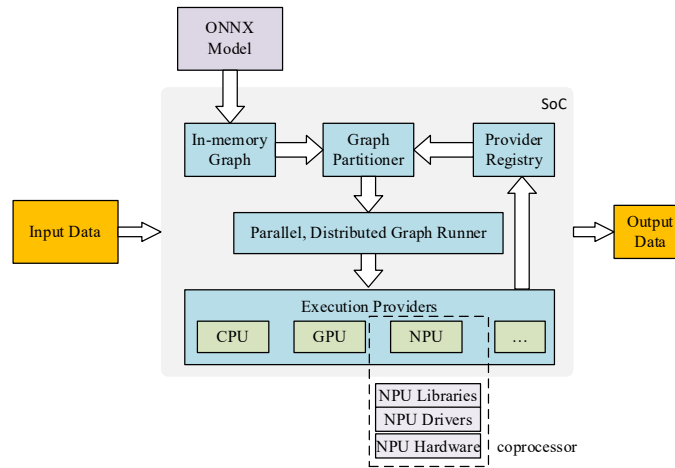 ONNX
Model
SoC
In-memory
Graph
Graph
Partitioner
Provider
Registry
Input Data
Parallel, Distributed Graph Runner
Output
Data
Execution Providers
CPU
GPU
NPU
...
NPU Libraries
NPU Drivers
NPU Hardware
coprocessor